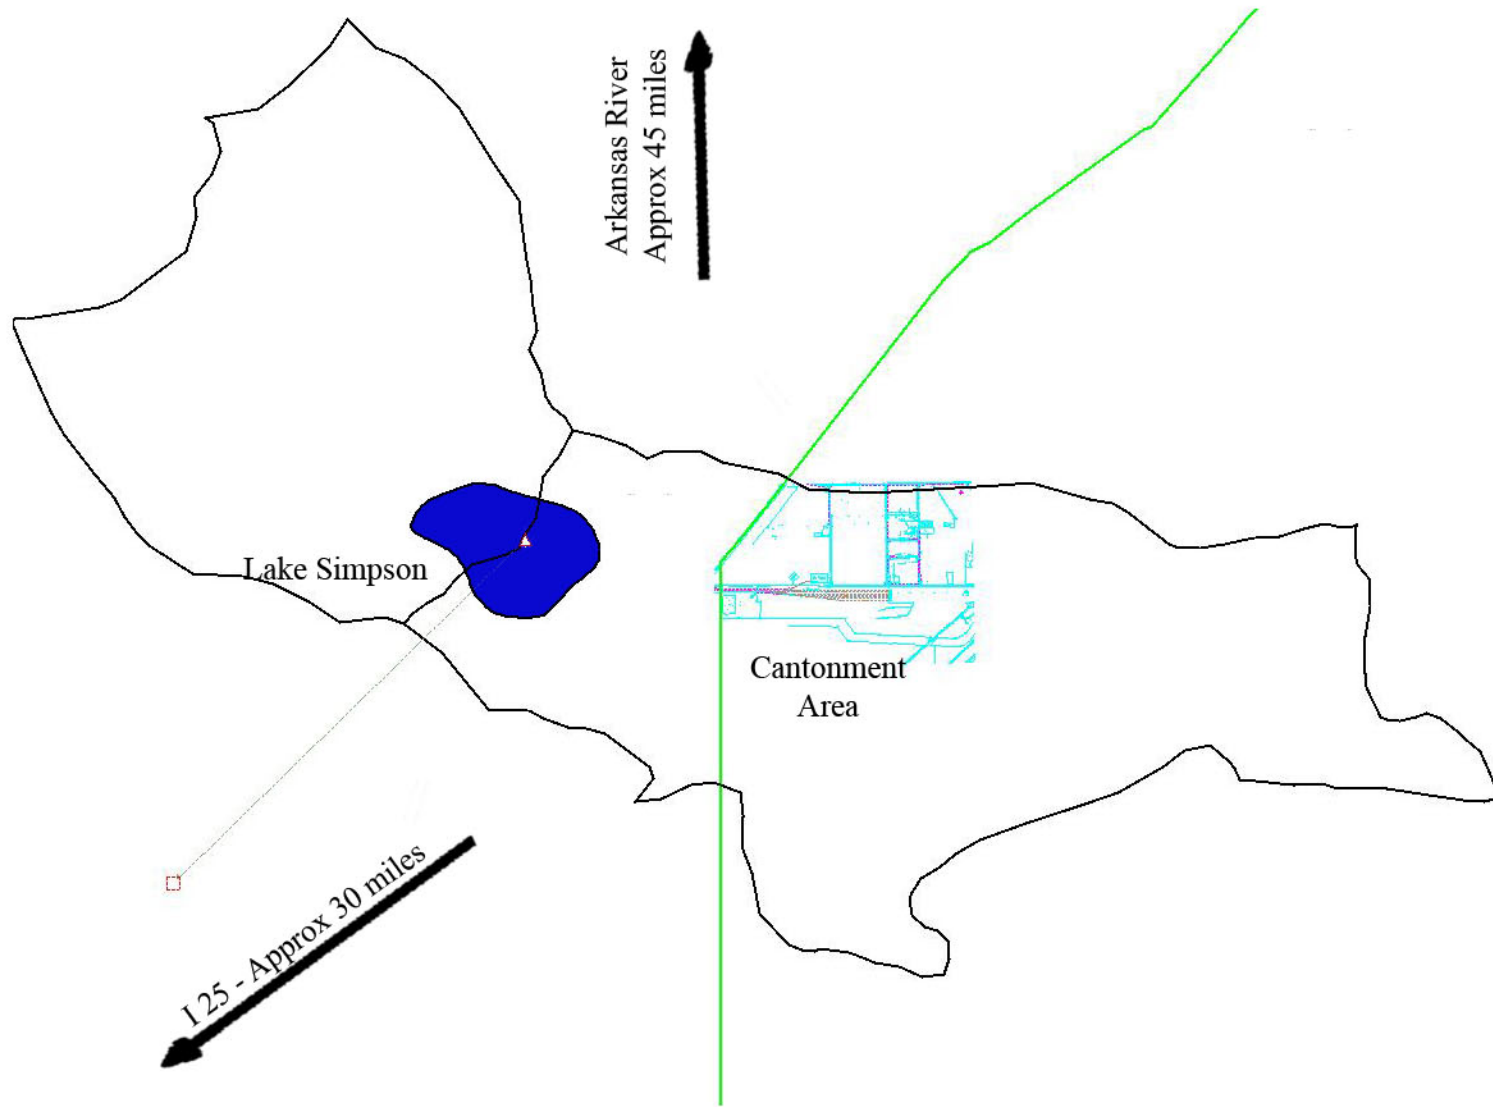 Arkansas River
Approx 45 miles
Lake Simpson
Cantonment
Area
I 25 - Approx 30 miles